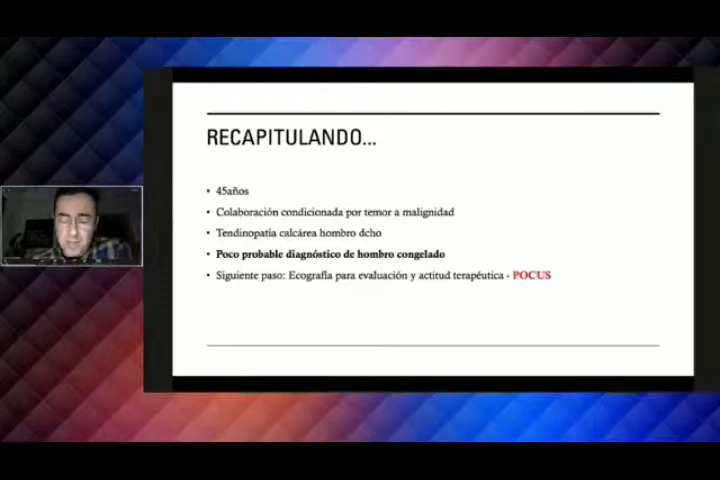 RECAPITULANDO...
• 45años
• Colaboración condicionada por temor a malignidad
• Tendinopatía calcárea hombro dcho
• Poco probable diagnóstico de hombro congelado
• Siguiente paso: Ecografía para evaluación y actitud terapéutica - POCUS